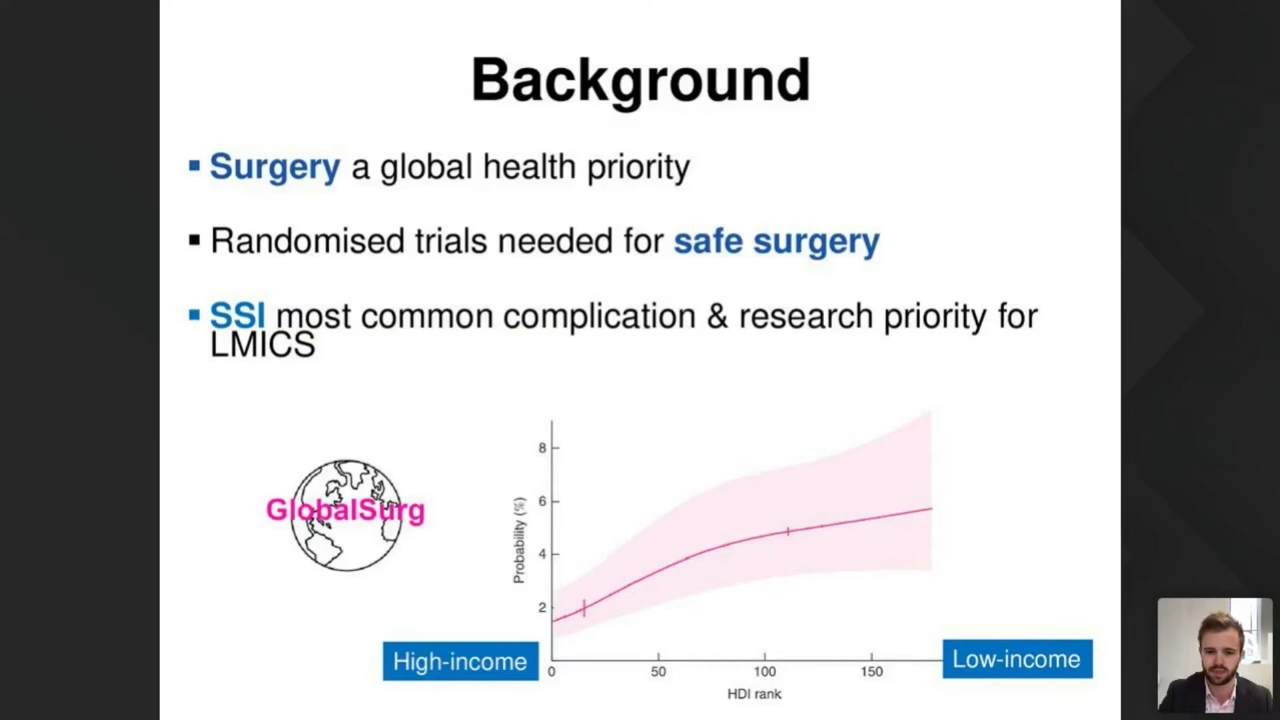 Background
Surgery a global health priority
Randomised trials needed for safe surgery
SSI most common complication & research priority for
LMICS
GlobalSurg
8
6
4
2
Probability (%)
0
50
100
150
HDI rank
High-income
Low-income